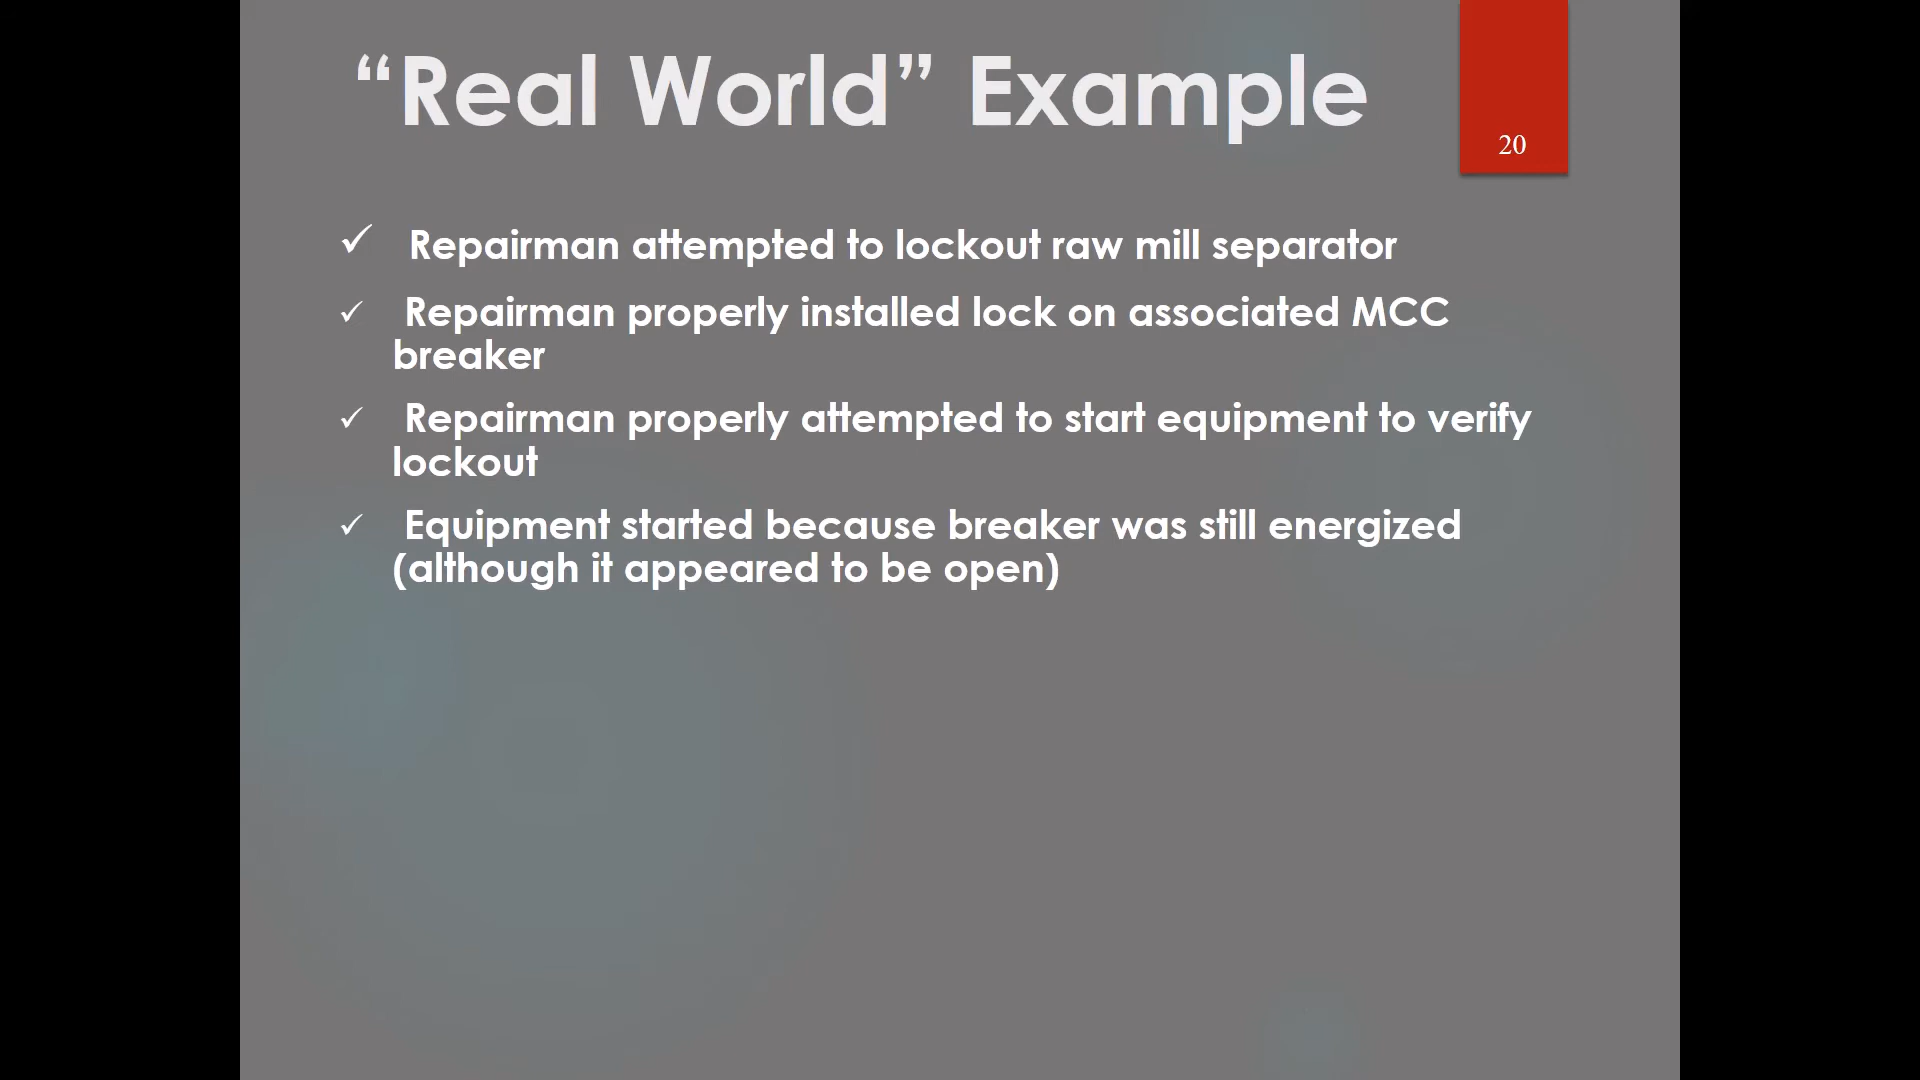 “Real World” Example
20
✓ Repairman attempted to lockout raw mill separator
✓ Repairman properly installed lock on associated MCC
breaker
✓ Repairman properly attempted to start equipment to verify
lockout
✓ Equipment started because breaker was still energized
(although it appeared to be open)